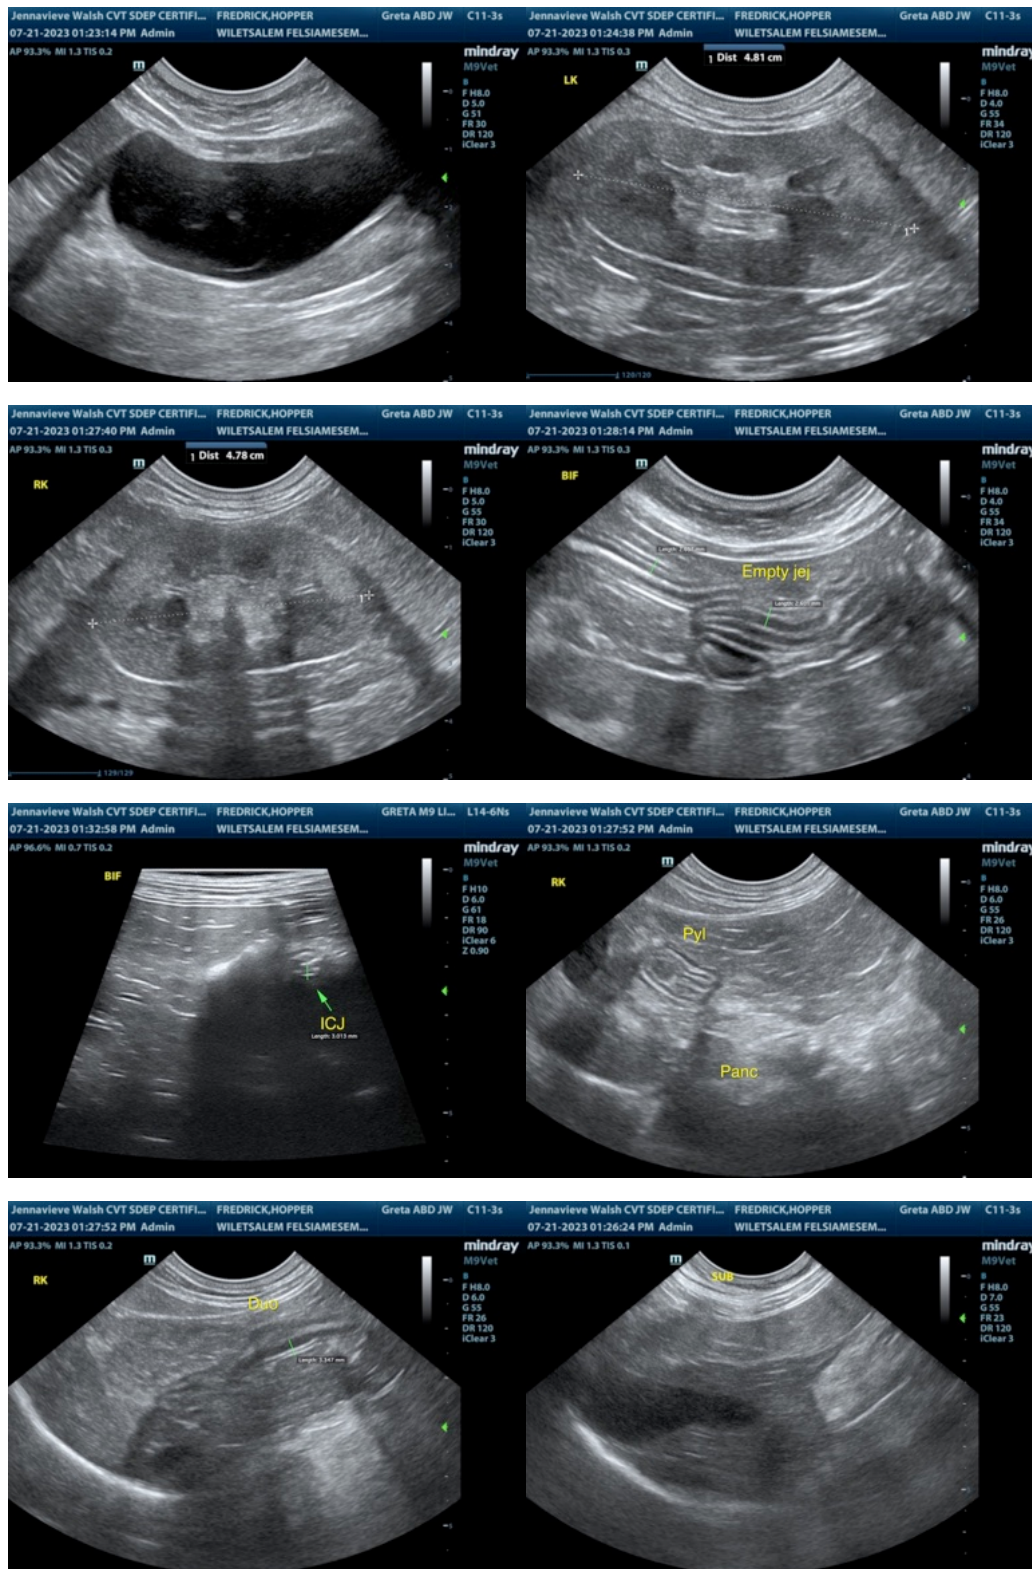 Jennavieve Walsh CVT SDEP CERTIFI... FREDRICK,HOPPER Greta ABD JW C11-3s
07-21-2023 01:23:14 PM Admin WILETSALEM FELSIAMESEM...
AP 93.3% MI 1.3 TIS 0.2
mindray
M9Vet
B
F H8.0
D 5.0
G 51
FR 30
DR 120
iClear 3
Jennavieve Walsh CVT SDEP CERTIFI... FREDRICK,HOPPER Greta ABD JW C11-3s
07-21-2023 01:24:38 PM Admin WILETSALEM FELSIAMESEM...
AP 93.3% MI 1.3 TIS 0.3
1 Dist 4.81 cm
mindray
M9Vet
LK
B
F H8.0
D 4.0
G 55
FR 34
DR 120
iClear 3
1
120/120
Jennavieve Walsh CVT SDEP CERTIFI... FREDRICK,HOPPER Greta ABD JW C11-3s
07-21-2023 01:27:40 PM Admin WILETSALEM FELSIAMESEM...
AP 93.3% MI 1.3 TIS 0.3
1 Dist 4.78 cm
mindray
M9Vet
RK
B
F H8.0
D 5.0
G 55
FR 30
DR 120
iClear 3
1
129/129
Jennavieve Walsh CVT SDEP CERTIFI... FREDRICK,HOPPER Greta ABD JW C11-3s
07-21-2023 01:28:14 PM Admin WILETSALEM FELSIAMESEM...
AP 93.3% MI 1.3 TIS 0.3
mindray
M9Vet
BIF
B
F H8.0
D 4.0
G 55
FR 34
DR 120
iClear 3
Empty jej
Jennavieve Walsh CVT SDEP CERTIFI... FREDRICK,HOPPER GRETA M9 LI... L14-6Ns
07-21-2023 01:32:58 PM Admin WILETSALEM FELSIAMESEM...
AP 96.6% MI 0.7 TIS 0.2
mindray
M9Vet
BIF
B
F H10
D 6.0
G 61
FR 18
DR 90
iClear 6
Z 0.90
ICJ
Length: 3.013 mm
Jennavieve Walsh CVT SDEP CERTIFI... FREDRICK,HOPPER Greta ABD JW C11-3s
07-21-2023 01:27:52 PM Admin WILETSALEM FELSIAMESEM...
AP 93.3% MI 1.3 TIS 0.2
mindray
M9Vet
RK
B
F H8.0
D 6.0
G 55
FR 26
DR 120
iClear 3
Pyl
Panc
Jennavieve Walsh CVT SDEP CERTIFI... FREDRICK,HOPPER Greta ABD JW C11-3s
07-21-2023 01:27:52 PM Admin WILETSALEM FELSIAMESEM...
AP 93.3% MI 1.3 TIS 0.2
mindray
M9Vet
RK
B
F H8.0
D 6.0
G 55
FR 26
DR 120
iClear 3
Duo
Length: 3.347 mm
Jennavieve Walsh CVT SDEP CERTIFI... FREDRICK,HOPPER Greta ABD JW C11-3s
07-21-2023 01:26:24 PM Admin WILETSALEM FELSIAMESEM...
AP 93.3% MI 1.3 TIS 0.1
mindray
M9Vet
SUB
B
F H8.0
D 7.0
G 55
FR 23
DR 120
iClear 3